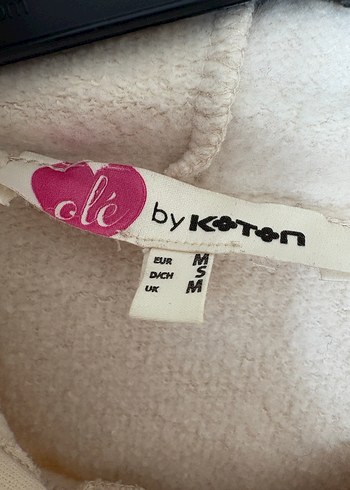 olé by KOTON
EUR M
D/CH S
UK M